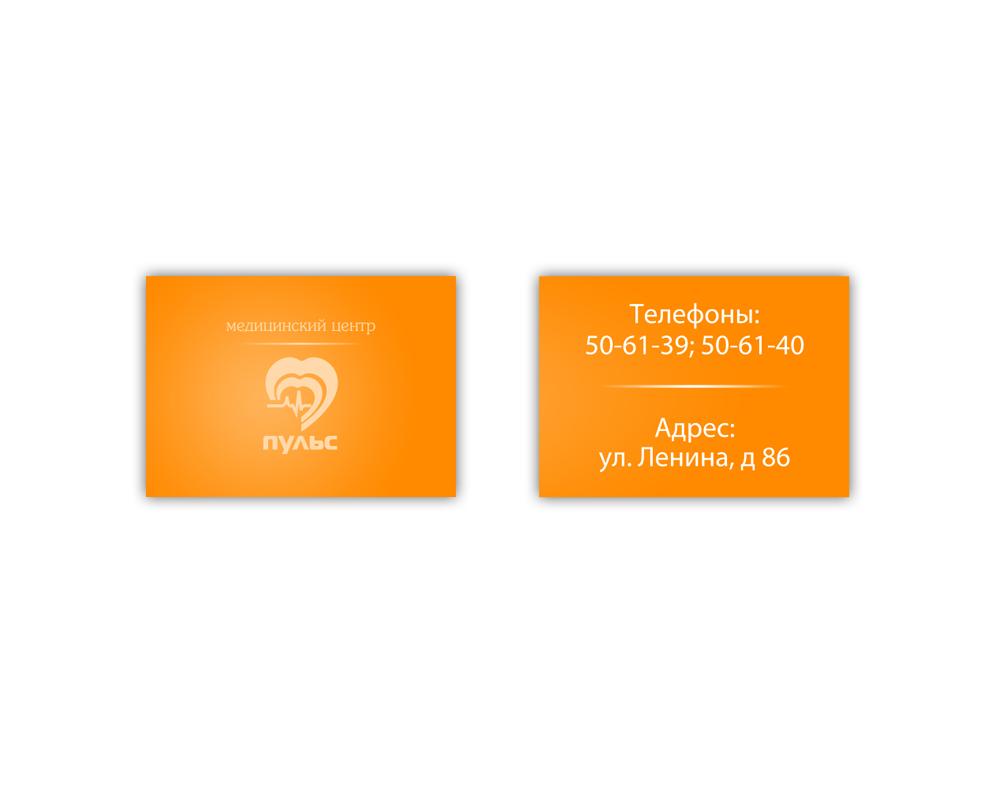 медицинский центр
пульс
Телефоны:
50-61-39; 50-61-40
Адрес:
ул. Ленина, д 86